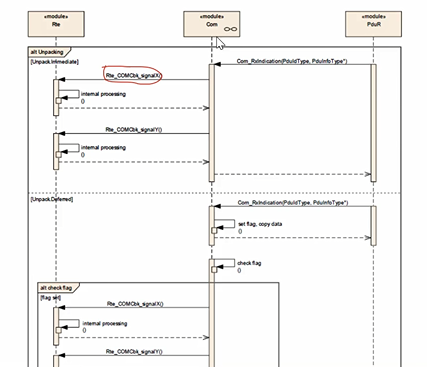 «module»
Rte
«module»
Com
«module»
PduR
alt Unpacking
[Unpack.Immediate]
Com_RxIndication(PduIdType, PduInfoType*)
Rte_COMCbk_signalX()
internal processing
()
Rte_COMCbk_signalY()
internal processing
()
[Unpack.Deferred]
Com_RxIndication(PduIdType, PduInfoType*)
set flag, copy data
()
check flag
()
alt check flag
[flag set]
Rte_COMCbk_signalX()
internal processing
()
Rte_COMCbk_signalY()